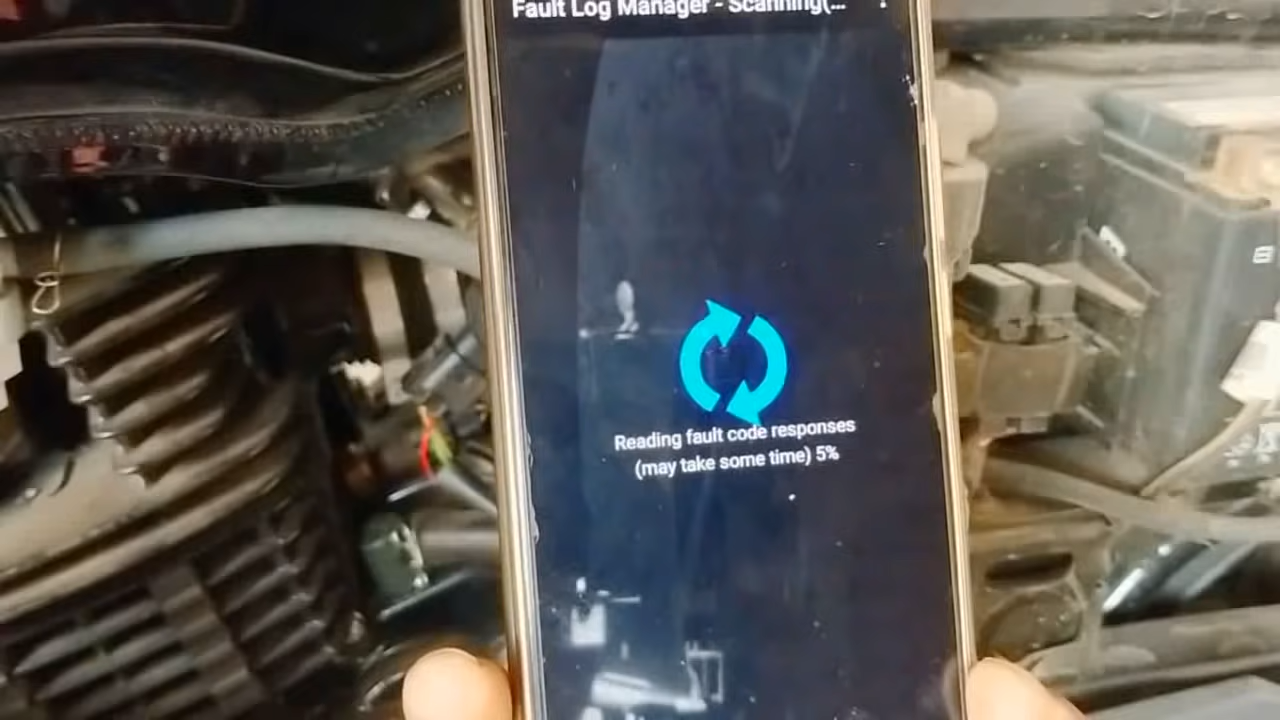 Fault Log Manager - Scanning(...
Reading fault code responses
(may take some time) 5%